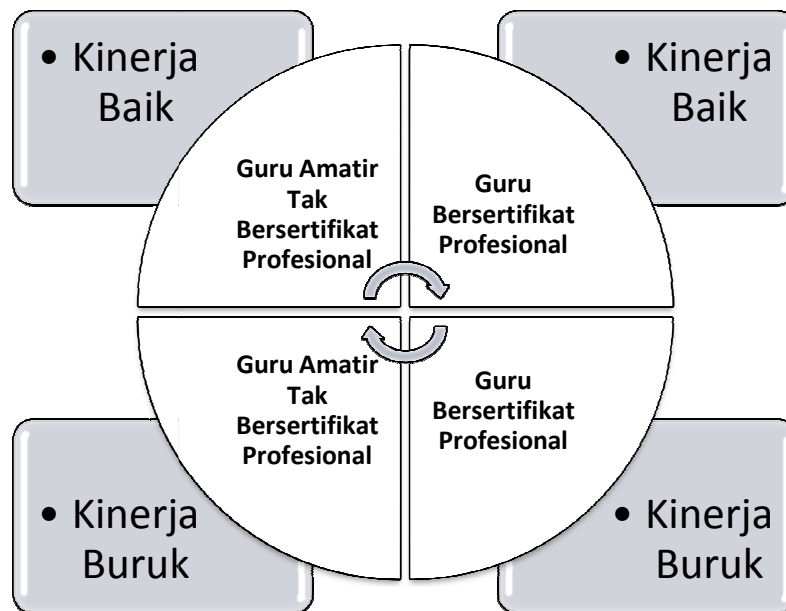 • Kinerja
Baik
• Kinerja
Baik
Guru Amatir
Tak
Bersertifikat
Profesional
Guru
Bersertifikat
Profesional
Guru Amatir
Tak
Bersertifikat
Profesional
Guru
Bersertifikat
Profesional
• Kinerja
Buruk
• Kinerja
Buruk